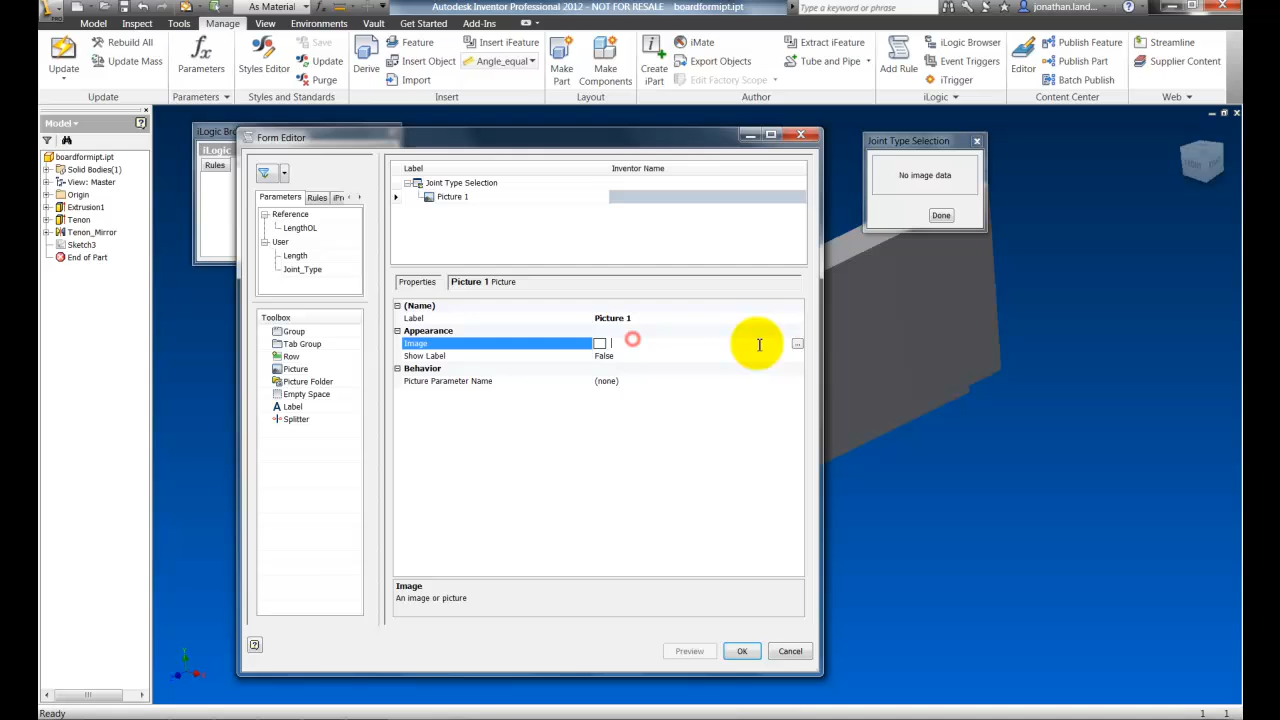 PRO
As Material
Autodesk Inventor Professional 2012 - NOT FOR RESALE boardformipt.ipt
Type a keyword or phrase
jonathan.land...
Model Inspect Tools Manage View Environments Vault Get Started Add-Ins
Update
Rebuild All
Update Mass
Update
Parameters
Parameters
Styles Editor
Save
Update
Purge
Styles and Standards
Derive
Feature
Insert Object
Import
Insert iFeature
Angle_equal
Insert
Make
Part
Make
Components
Layout
Create
iPart
iMate
Export Objects
Edit Factory Scope
Extract iFeature
Tube and Pipe
Author
Add Rule
iLogic Browser
Event Triggers
iTrigger
iLogic
Editor
Publish Feature
Publish Part
Batch Publish
Content Center
Streamline
Supplier Content
Web
Model
boardformipt.ipt
Solid Bodies(1)
View: Master
Origin
Extrusion1
Tenon
Tenon_Mirror
Sketch3
End of Part
iLogic Bro
iLogic
Rules
Form Editor
Parameters Rules iPr
Reference
LengthOL
User
Length
Joint_Type
Toolbox
Group
Tab Group
Row
Picture
Picture Folder
Empty Space
Label
Splitter
Label Inventor Name
Joint Type Selection
Picture 1
Properties Picture 1 Picture
(Name)
Label Picture 1
Appearance
Image ...
Show Label False
Behavior
Picture Parameter Name (none)
Image
An image or picture
Preview OK Cancel
Joint Type Selection
No image data
Done
Ready 1 1